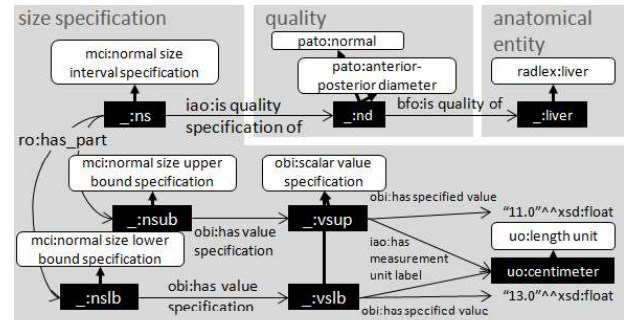 size specification
quality
anatomical
entity
pato:normal
mci:normal size
interval specification
pato:anterior-
posterior diameter
radlex:liver
_:ns
iao:is quality
specification of
_:nd
bfo:is quality of
_:liver
ro:has_part
mci:normal size upper
bound specification
obi:scalar value
specification
obi:has specified value
_:nsub
obi:has value
specification
_:vsup
"11.0"^^xsd:float
mci:normal size lower
bound specification
iao:has
measurement
unit label
uo:length unit
uo:centimeter
_:nslb
obi:has value
specification
_:vslb
"13.0"^^xsd:float
obi:has specified value